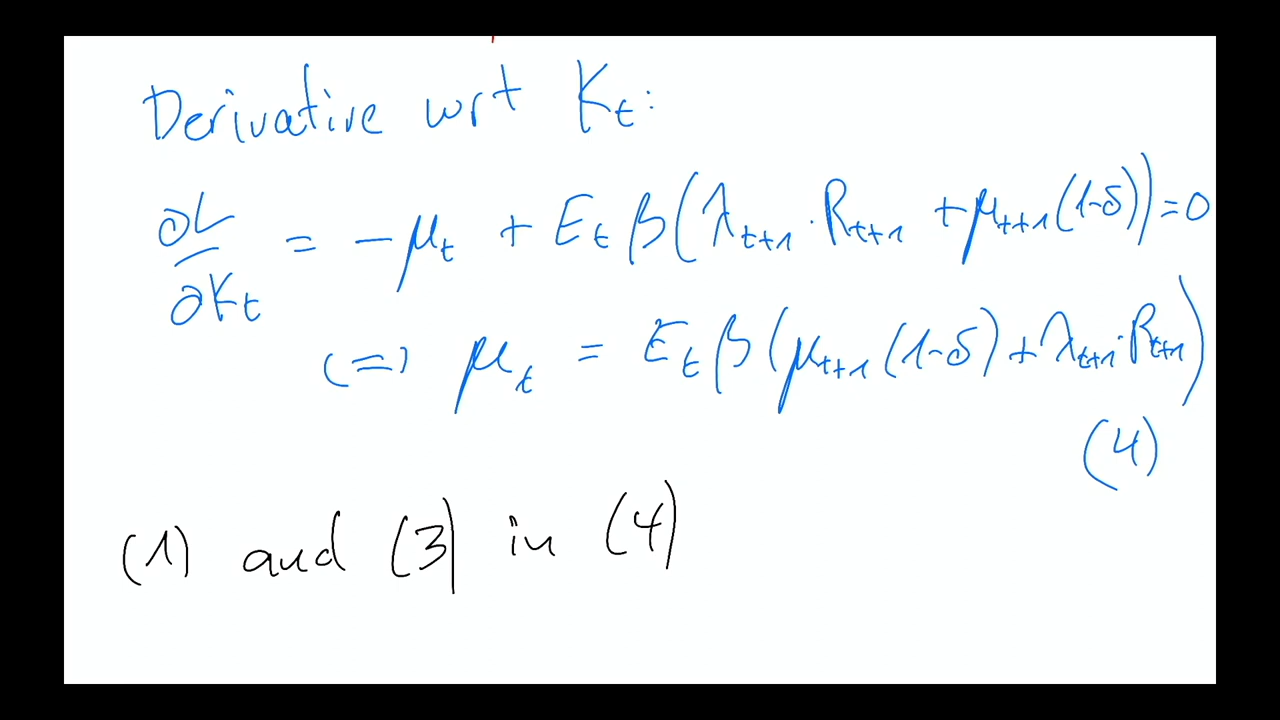 Derivative wrt K_t:
∂L/∂K_t = -μ_t + E_t β(λ_{t+1} · R_{t+1} + μ_{t+1}(1-δ)) = 0
(=) μ_t = E_t β(μ_{t+1}(1-δ) + λ_{t+1} · R_{t+1})
(4)
(1) and (3) in (4)